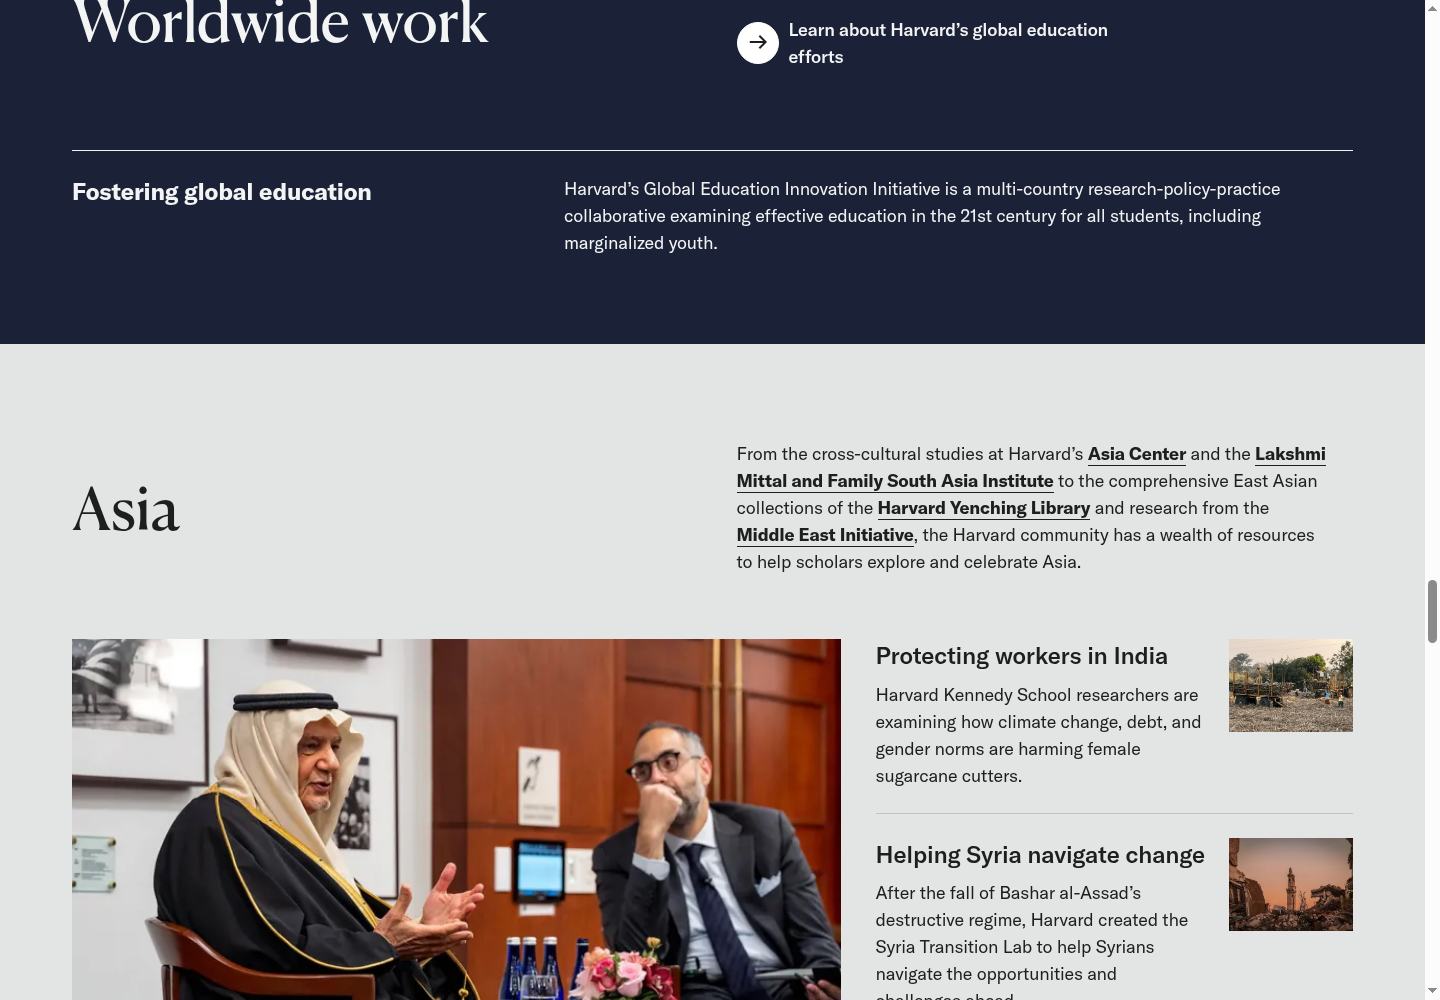 Worldwide work
Learn about Harvard’s global education
efforts
Fostering global education
Harvard’s Global Education Innovation Initiative is a multi-country research-policy-practice
collaborative examining effective education in the 21st century for all students, including
marginalized youth.
Asia
From the cross-cultural studies at Harvard’s Asia Center and the Lakshmi
Mittal and Family South Asia Institute to the comprehensive East Asian
collections of the Harvard Yenching Library and research from the
Middle East Initiative, the Harvard community has a wealth of resources
to help scholars explore and celebrate Asia.
Protecting workers in India
Harvard Kennedy School researchers are
examining how climate change, debt, and
gender norms are harming female
sugarcane cutters.
Helping Syria navigate change
After the fall of Bashar al-Assad’s
destructive regime, Harvard created the
Syria Transition Lab to help Syrians
navigate the opportunities and
challenges ahead.